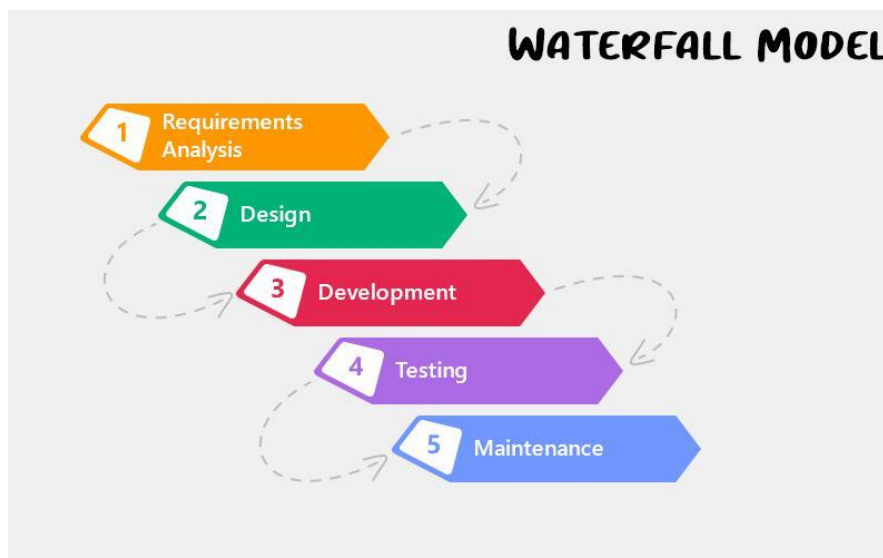 WATERFALL MODEL
1
Requirements
Analysis
2
Design
3
Development
4
Testing
5
Maintenance